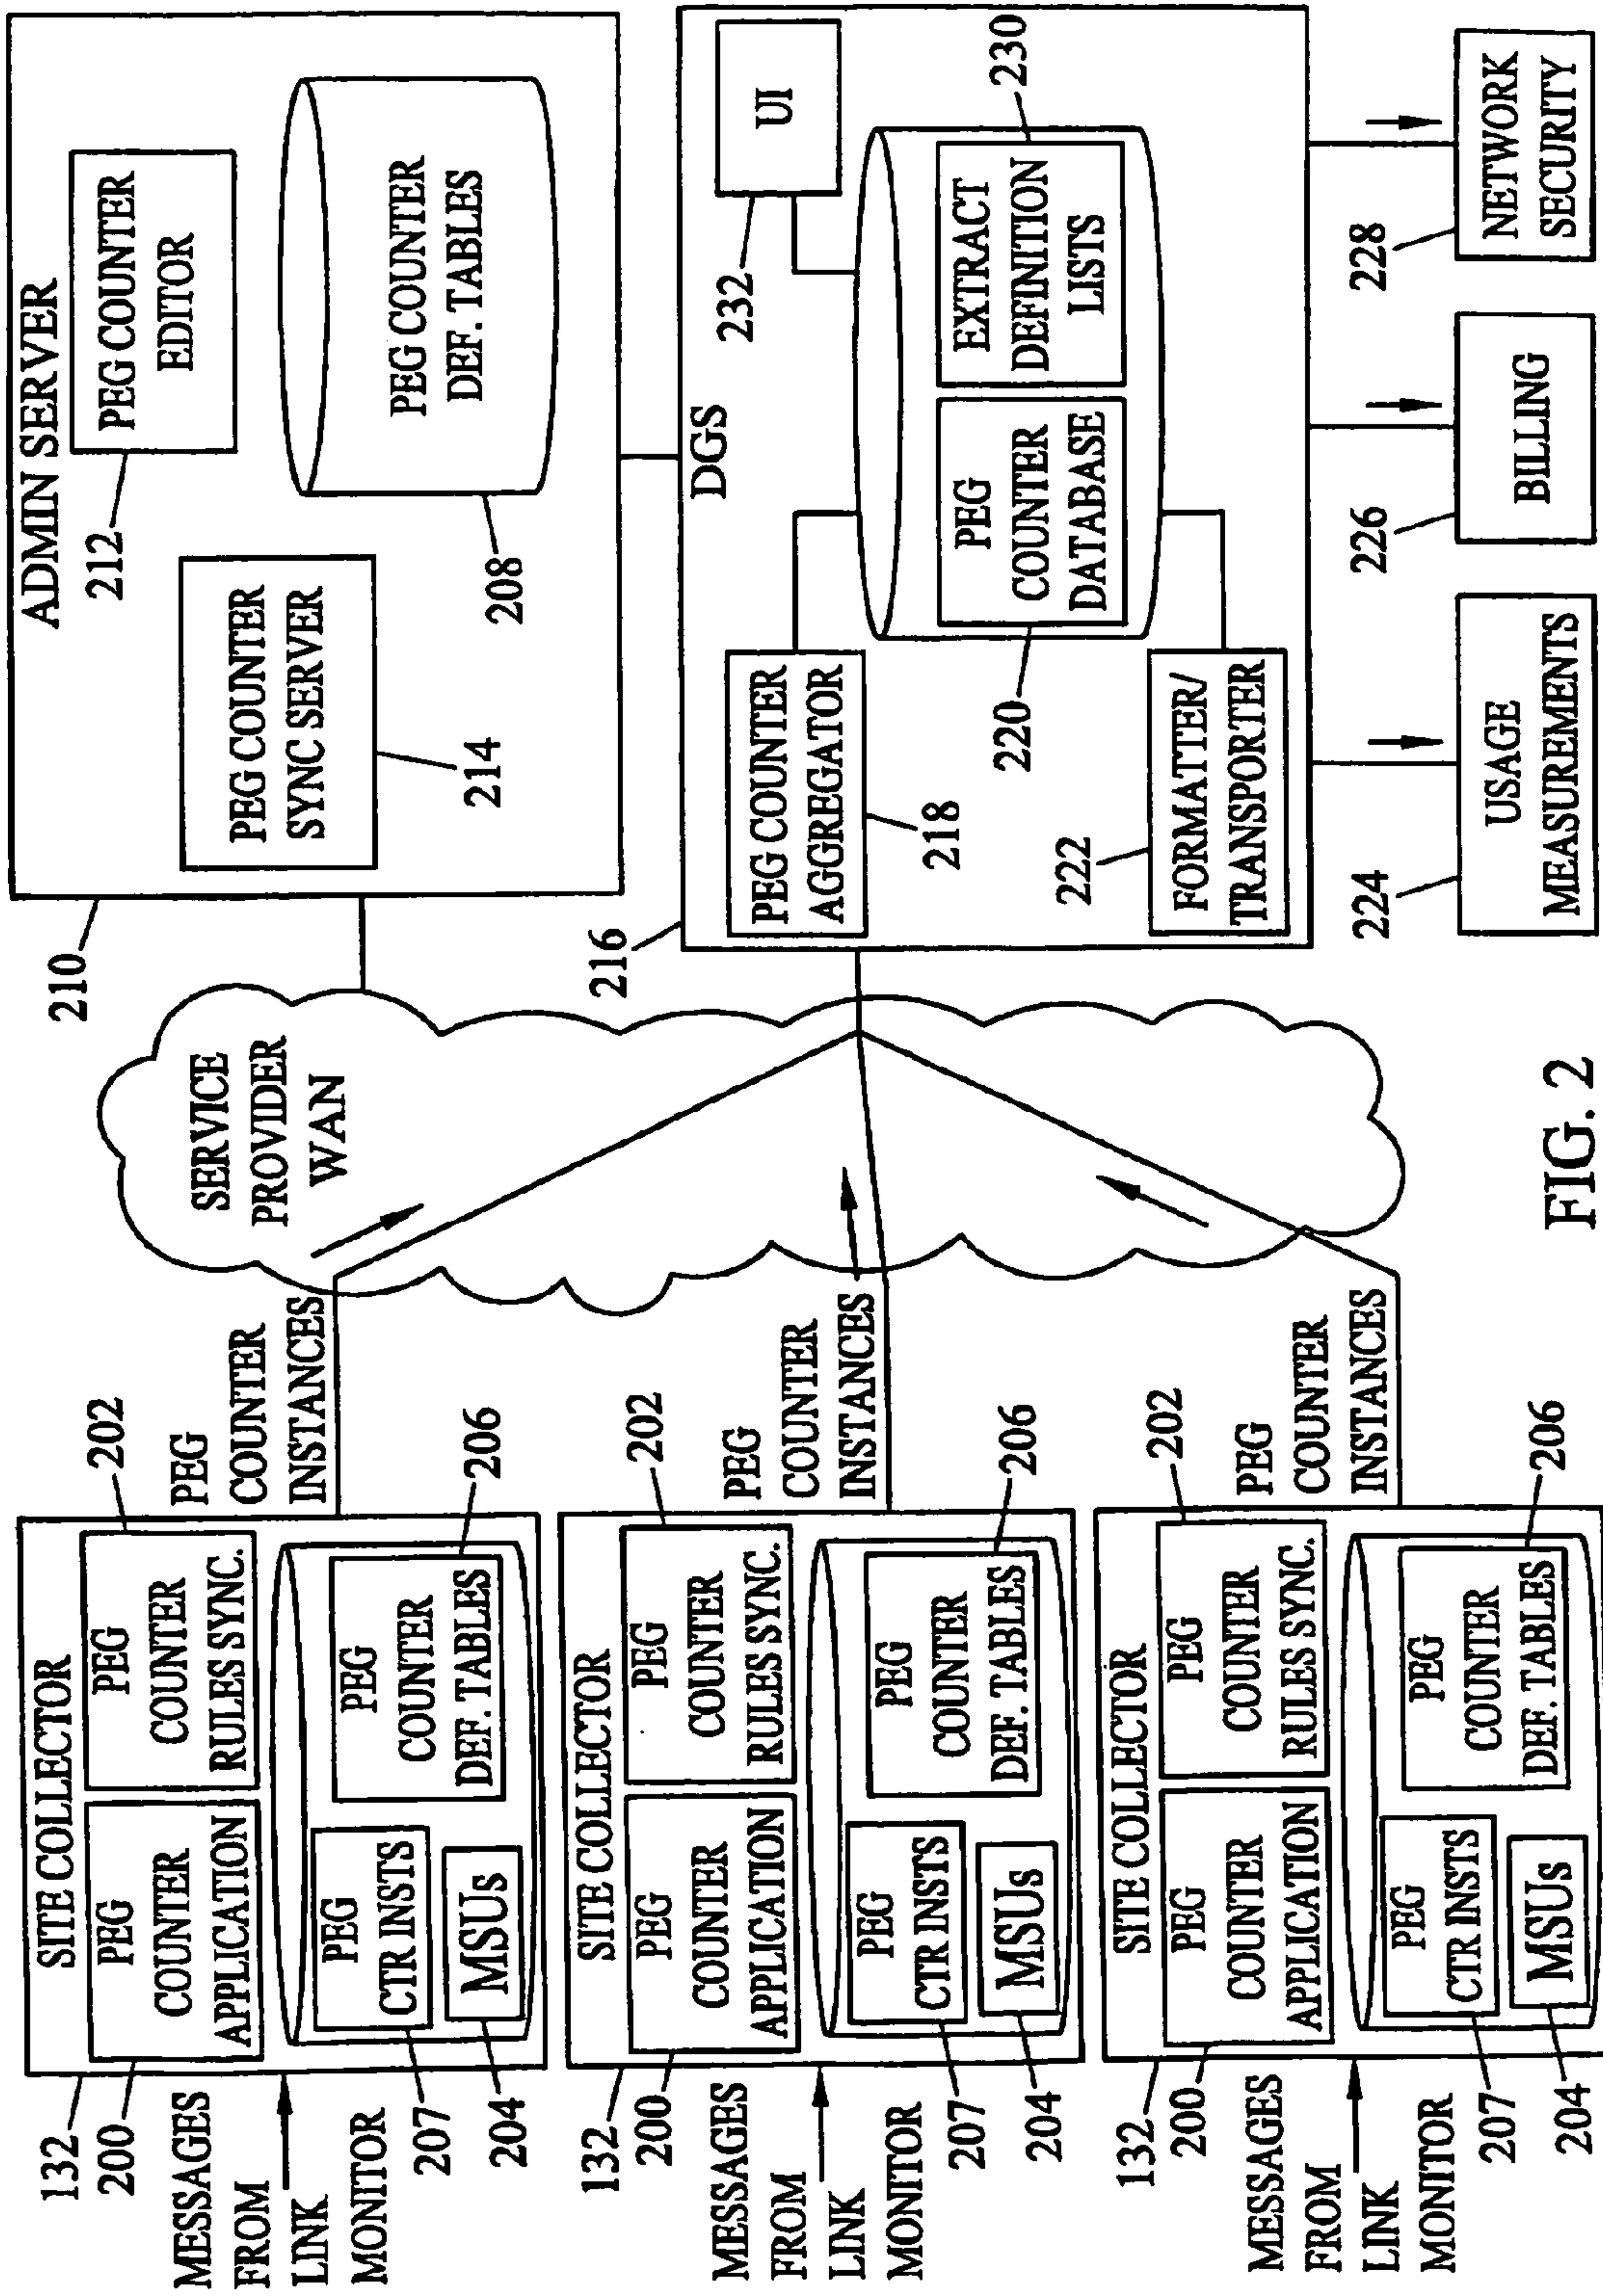 132
SITE COLLECTOR
200
PEG
COUNTER
APPLICATION
PEG
COUNTER
RULES SYNC.
202
MESSAGES
FROM
LINK
MONITOR
207
PEG
CTR INSTS
204
MSUs
PEG
COUNTER
DEF. TABLES
206
PEG
COUNTER
INSTANCES
132
SITE COLLECTOR
200
PEG
COUNTER
APPLICATION
PEG
COUNTER
RULES SYNC.
202
MESSAGES
FROM
LINK
MONITOR
207
PEG
CTR INSTS
204
MSUs
PEG
COUNTER
DEF. TABLES
206
PEG
COUNTER
INSTANCES
132
SITE COLLECTOR
200
PEG
COUNTER
APPLICATION
PEG
COUNTER
RULES SYNC.
202
MESSAGES
FROM
LINK
MONITOR
207
PEG
CTR INSTS
204
MSUs
PEG
COUNTER
DEF. TABLES
206
PEG
COUNTER
INSTANCES
SERVICE
PROVIDER
WAN
210
ADMIN SERVER
PEG COUNTER
SYNC SERVER
214
212
PEG COUNTER
EDITOR
PEG COUNTER
DEF. TABLES
208
216
DGS
PEG COUNTER
AGGREGATOR
218
232
UI
PEG
COUNTER
DATABASE
220
EXTRACT
DEFINITION
LISTS
230
222
FORMATTER/
TRANSPORTER
224
USAGE
MEASUREMENTS
226
BILLING
228
NETWORK
SECURITY
FIG. 2